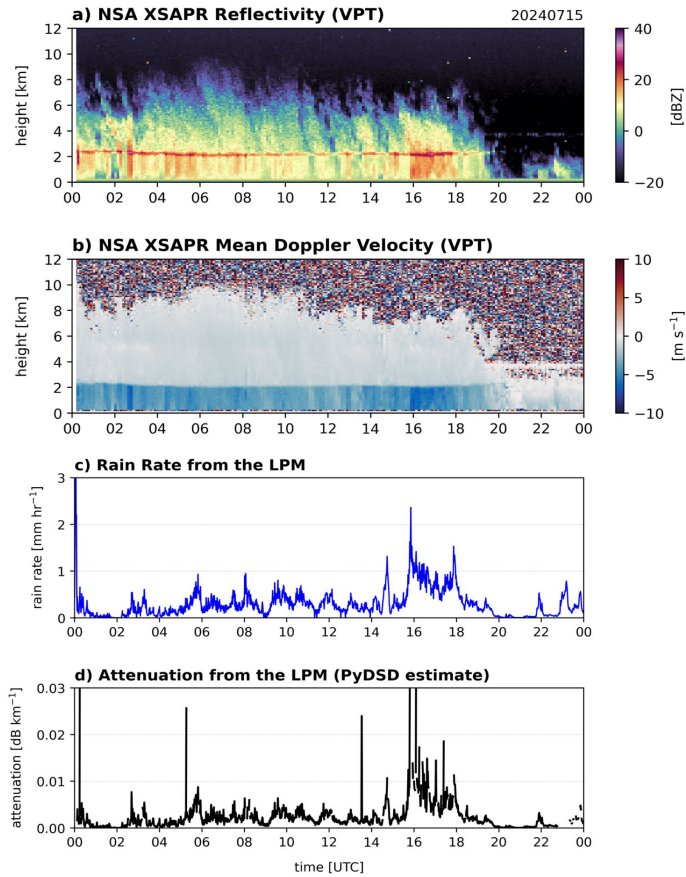 a) NSA XSAPR Reflectivity (VPT) 20240715
12
10
8
6
4
2
0
height [km]
00 02 04 06 08 10 12 14 16 18 20 22 00
40
20
0
−20
[dBZ]
b) NSA XSAPR Mean Doppler Velocity (VPT)
12
10
8
6
4
2
0
height [km]
00 02 04 06 08 10 12 14 16 18 20 22 00
10
5
0
−5
−10
[m s⁻¹]
c) Rain Rate from the LPM
3
2
1
0
rain rate [mm hr⁻¹]
00 02 04 06 08 10 12 14 16 18 20 22 00
d) Attenuation from the LPM (PyDSD estimate)
0.03
0.02
0.01
0.00
attenuation [dB km⁻¹]
00 02 04 06 08 10 12 14 16 18 20 22 00
time [UTC]